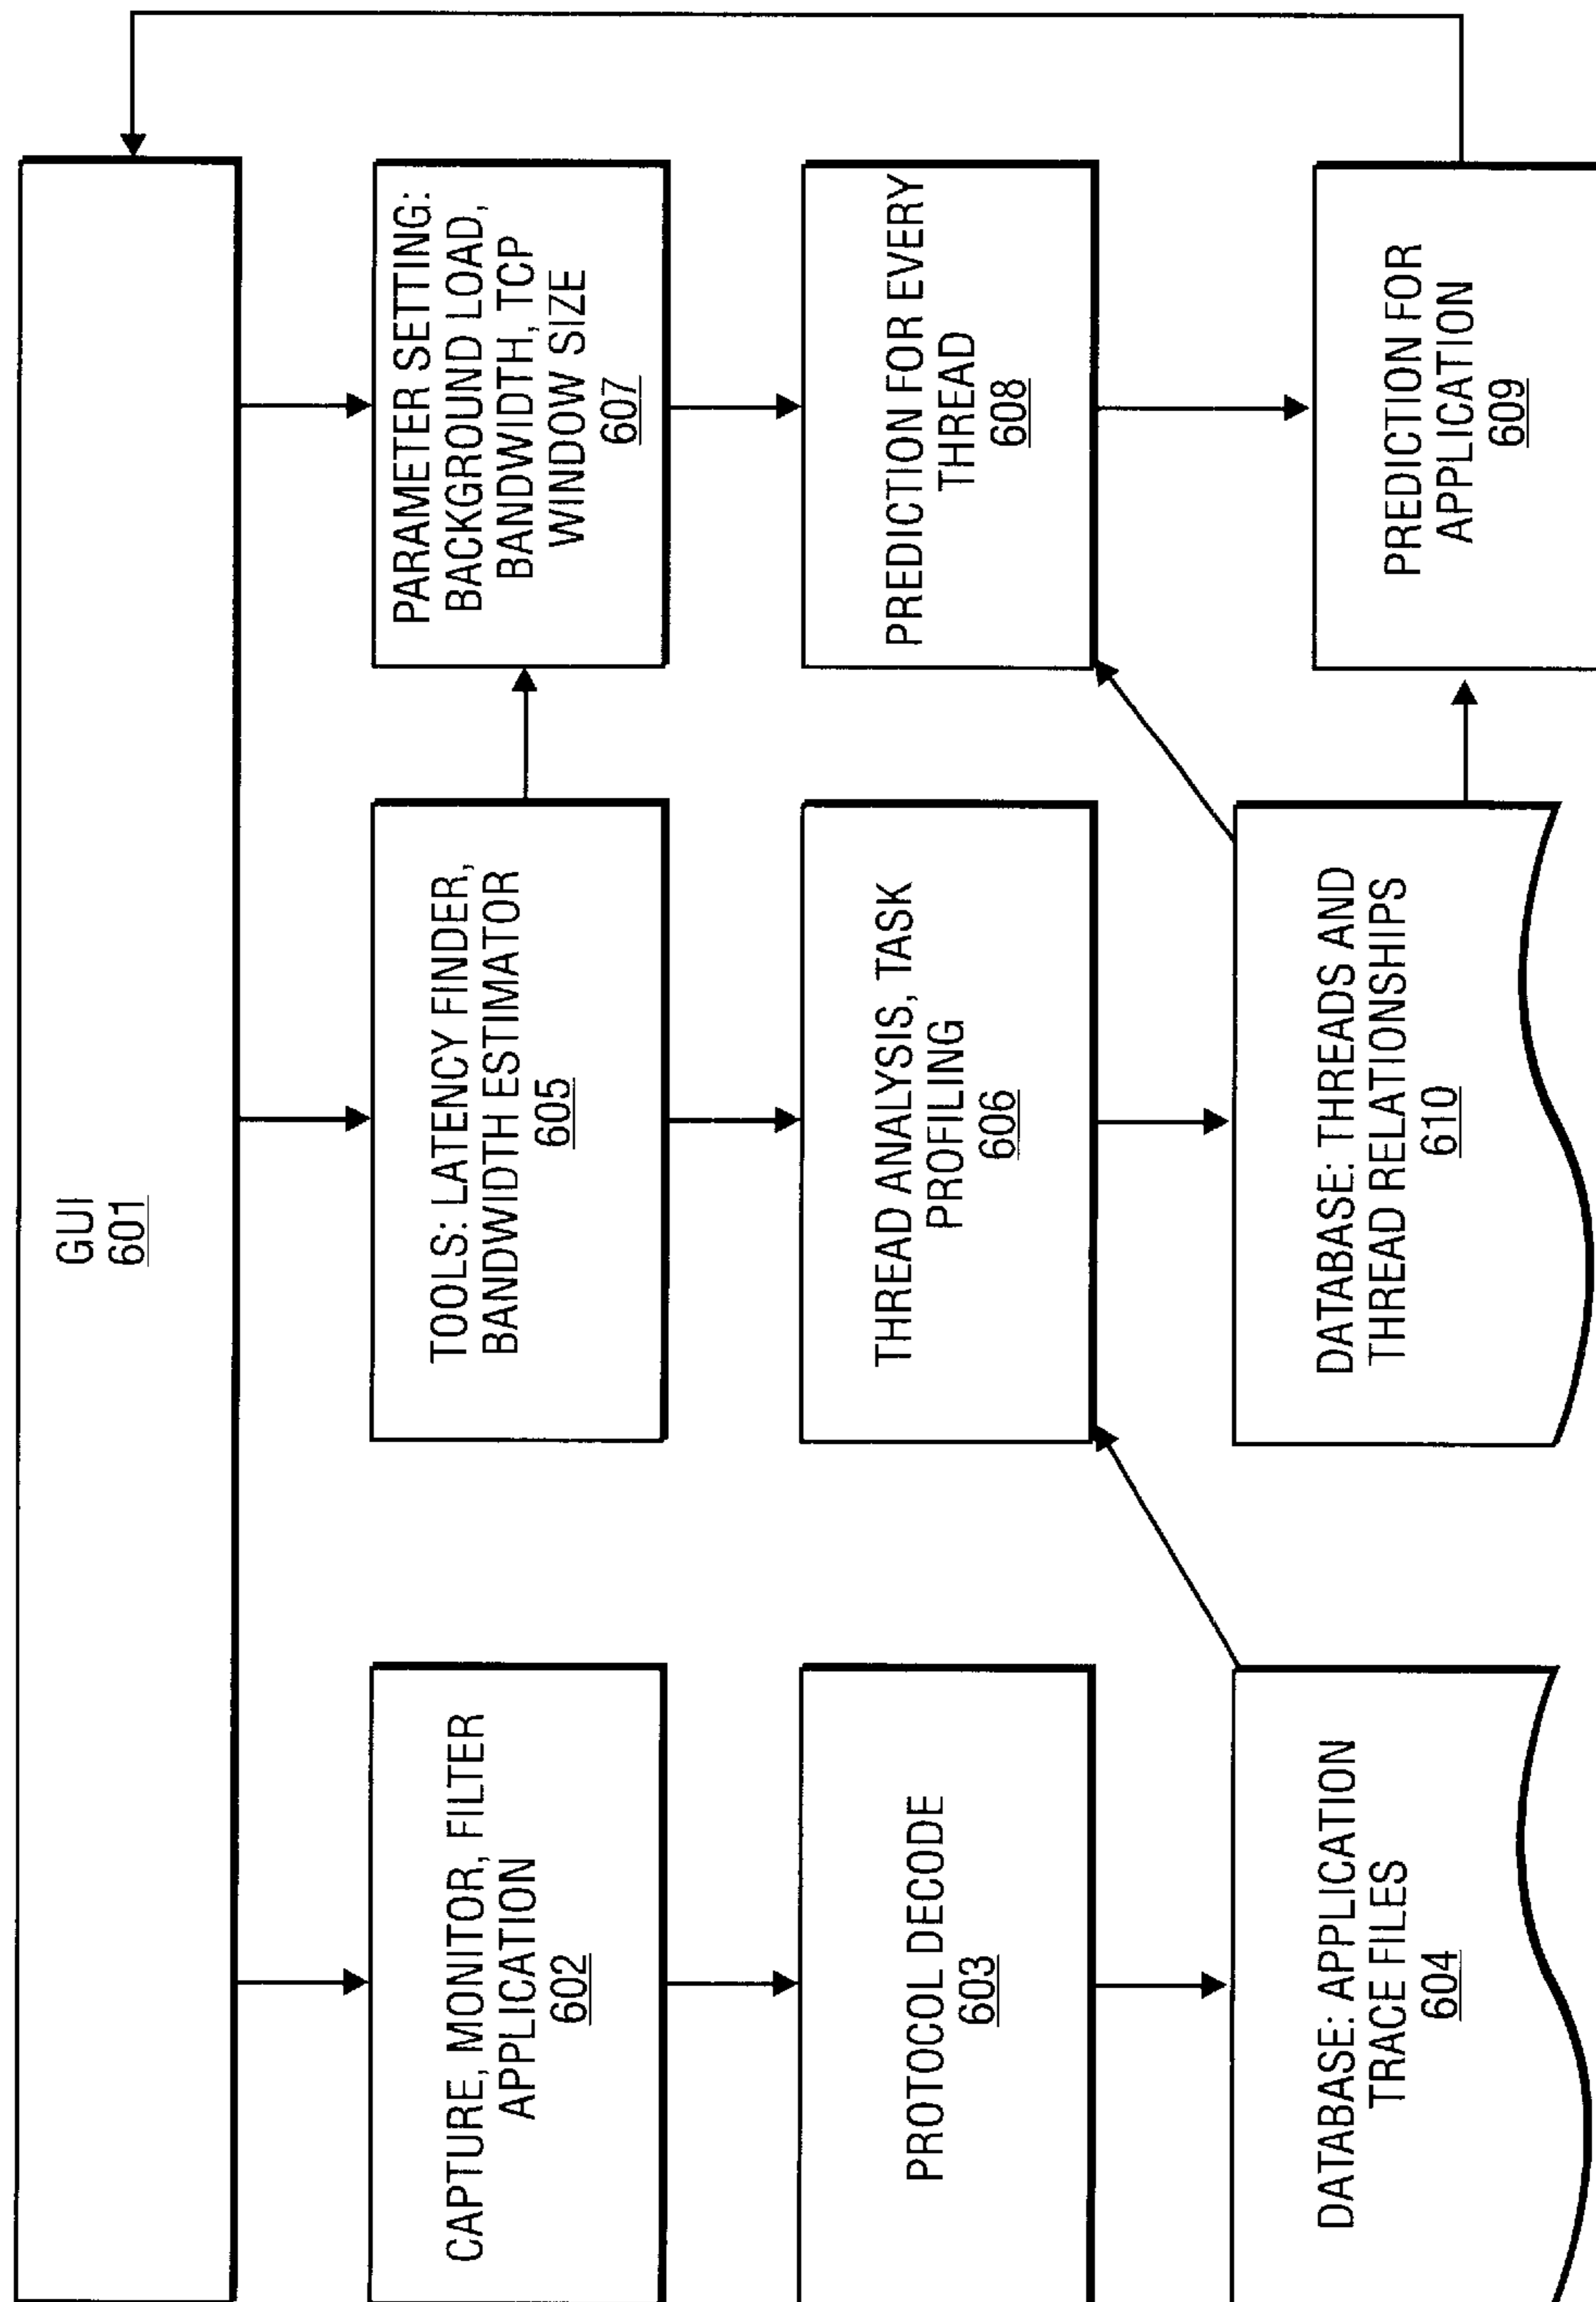 GUI
601
CAPTURE, MONITOR, FILTER
APPLICATION
602
PROTOCOL DECODE
603
DATABASE: APPLICATION
TRACE FILES
604
TOOLS: LATENCY FINDER,
BANDWIDTH ESTIMATOR
605
THREAD ANALYSIS, TASK
PROFILING
606
DATABASE: THREADS AND
THREAD RELATIONSHIPS
610
PARAMETER SETTING:
BACKGROUND LOAD,
BANDWIDTH, TCP
WINDOW SIZE
607
PREDICTION FOR EVERY
THREAD
608
PREDICTION FOR
APPLICATION
609